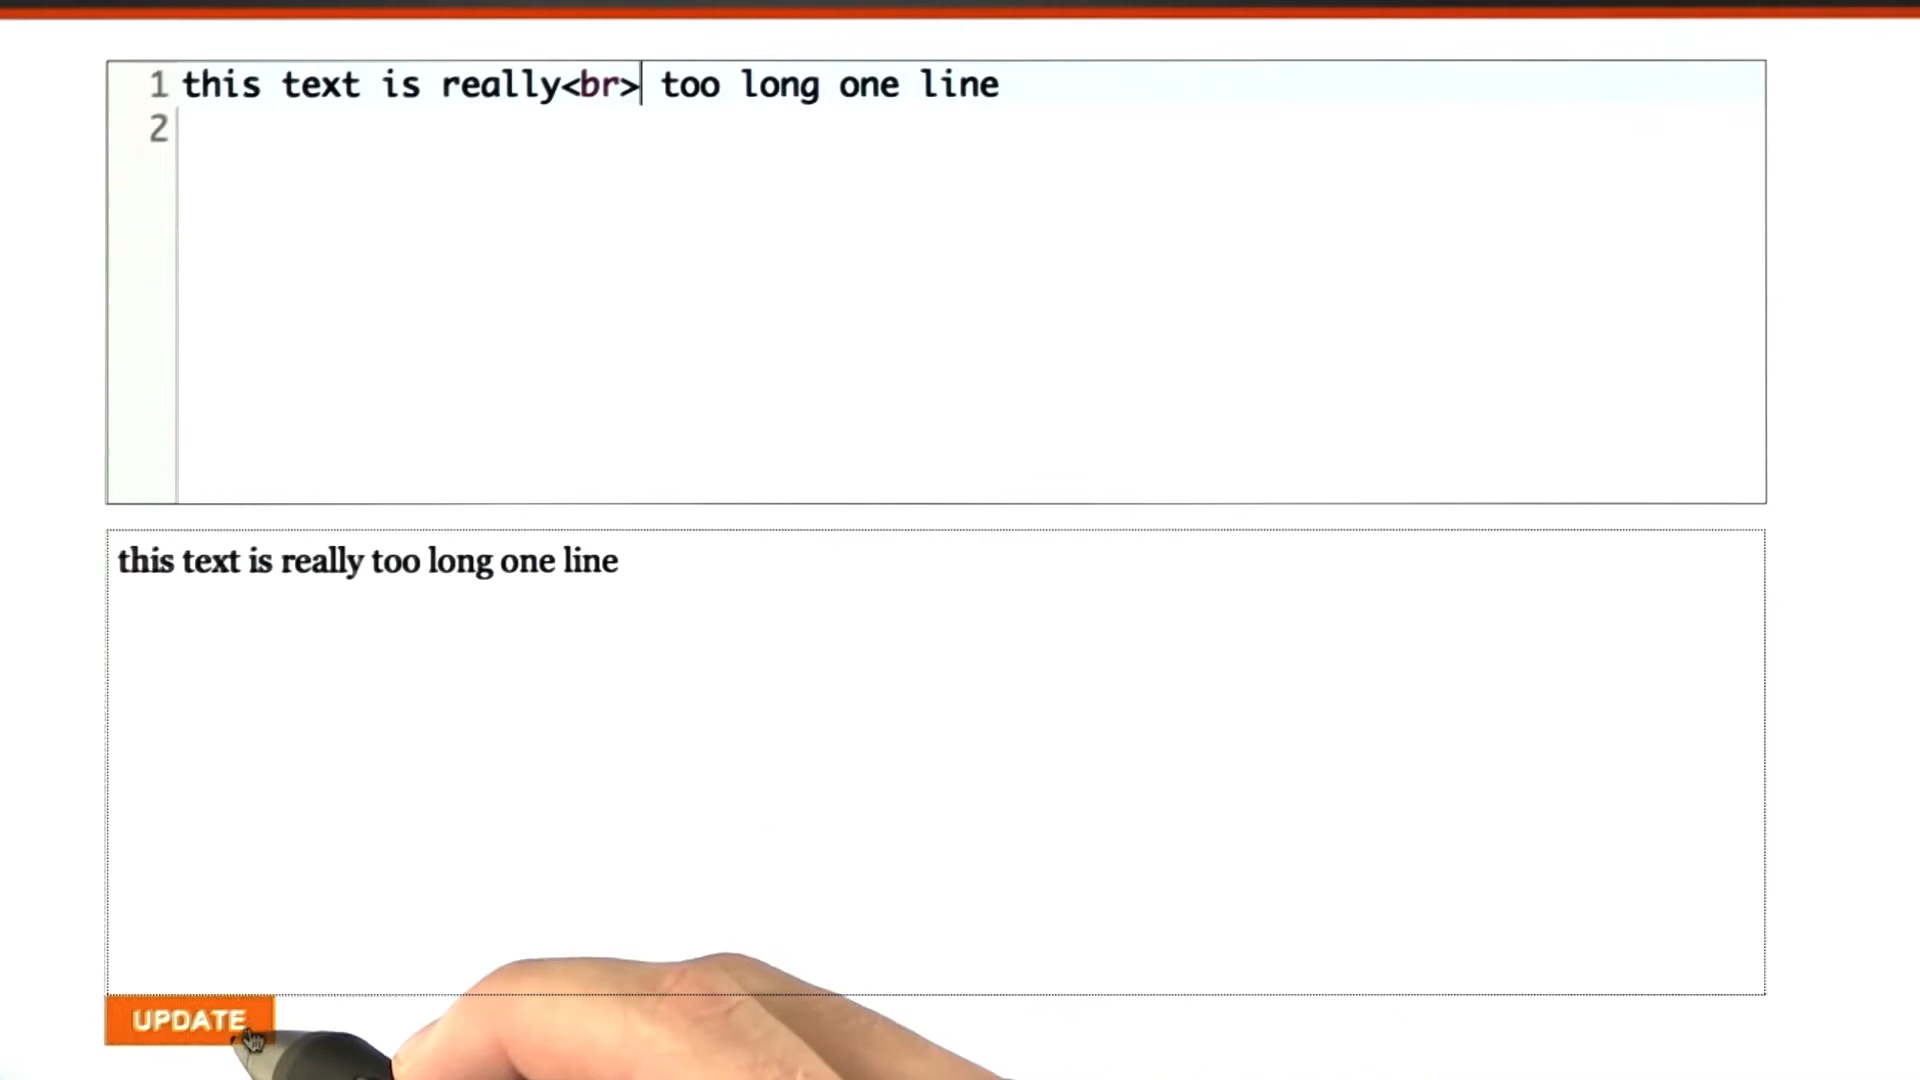 1 this text is really<br> too long one line
2
this text is really too long one line
UPDATE